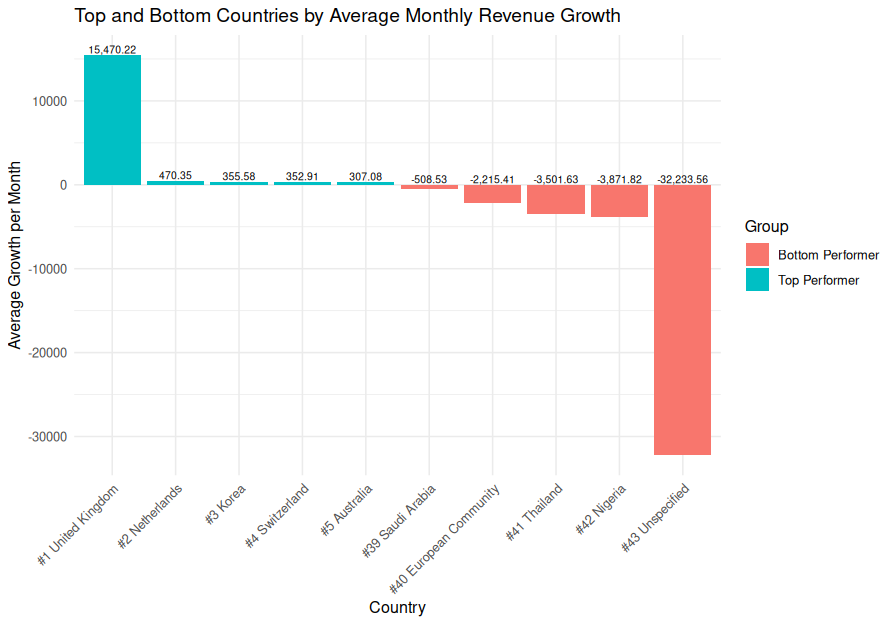 Top and Bottom Countries by Average Monthly Revenue Growth
Average Growth per Month
10000
0
-10000
-20000
-30000
15,470.22
470.35
355.58
352.91
307.08
-508.53
-2,215.41
-3,501.63
-3,871.82
-32,233.56
#1 United Kingdom
#2 Netherlands
#3 Korea
#4 Switzerland
#5 Australia
#39 Saudi Arabia
#40 European Community
#41 Thailand
#42 Nigeria
#43 Unspecified
Country
Group
Bottom Performer
Top Performer